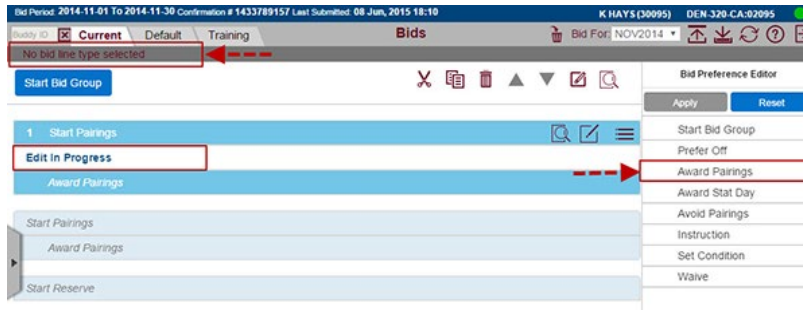 Bid Period: 2014-11-01 To 2014-11-30 Confirmation # 1433789157 Last Submitted: 08 Jun, 2015 18:10 K HAYS (30095) DEN-320-CA:02095
Buddy ID Current Default Training Bids Bid For: NOV2014
No bid line type selected
Start Bid Group Bid Preference Editor
Apply Reset
1 Start Pairings
Edit In Progress
Award Pairings
Start Pairings
Award Pairings
Start Reserve
Start Bid Group
Prefer Off
Award Pairings
Award Stat Day
Avoid Pairings
Instruction
Set Condition
Waive